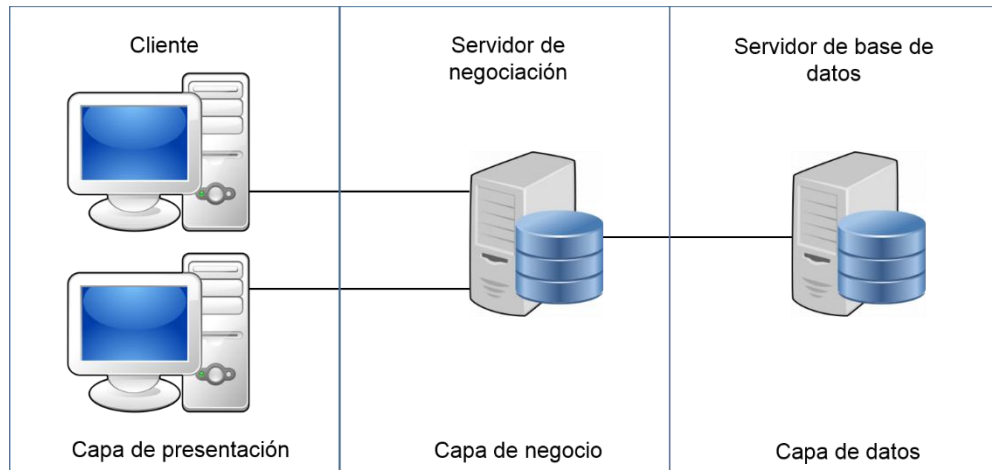 Cliente
Servidor de
negociación
Servidor de base de
datos
Capa de presentación
Capa de negocio
Capa de datos